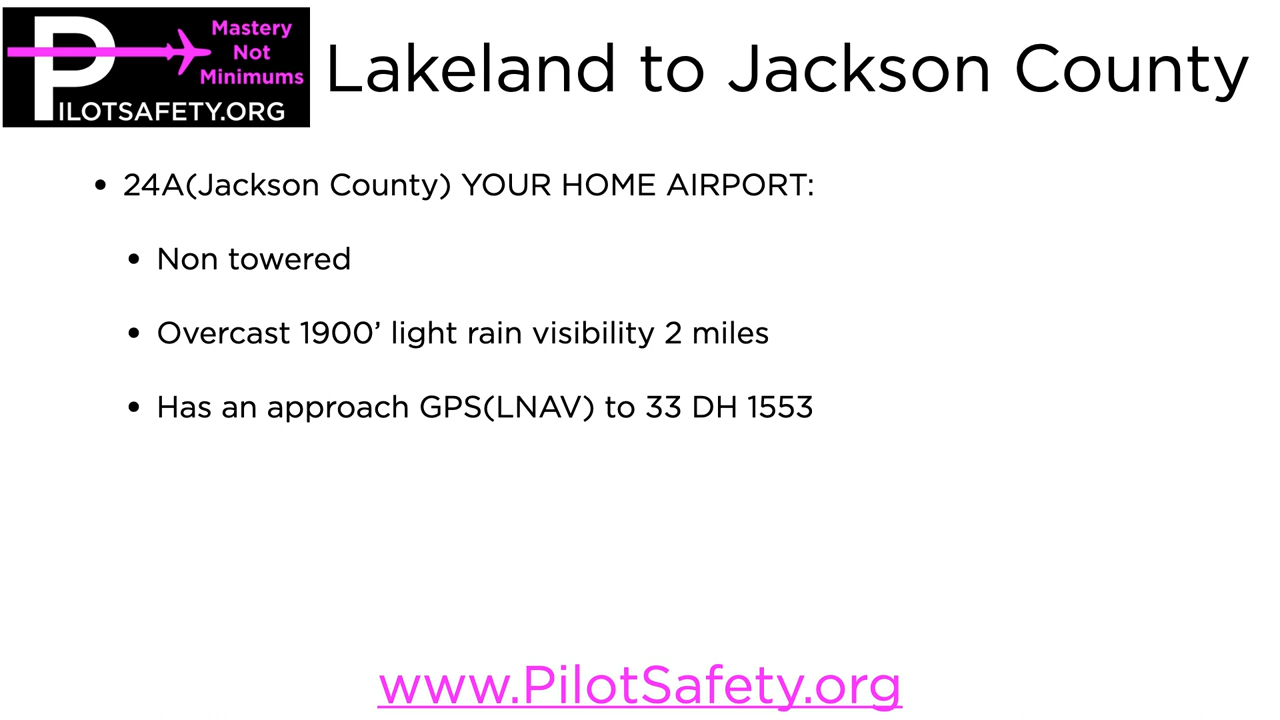 Mastery
Not
Minimums
PILOTSAFETY.ORG
Lakeland to Jackson County
• 24A(Jackson County) YOUR HOME AIRPORT:
• Non towered
• Overcast 1900’ light rain visibility 2 miles
• Has an approach GPS(LNAV) to 33 DH 1553
www.PilotSafety.org